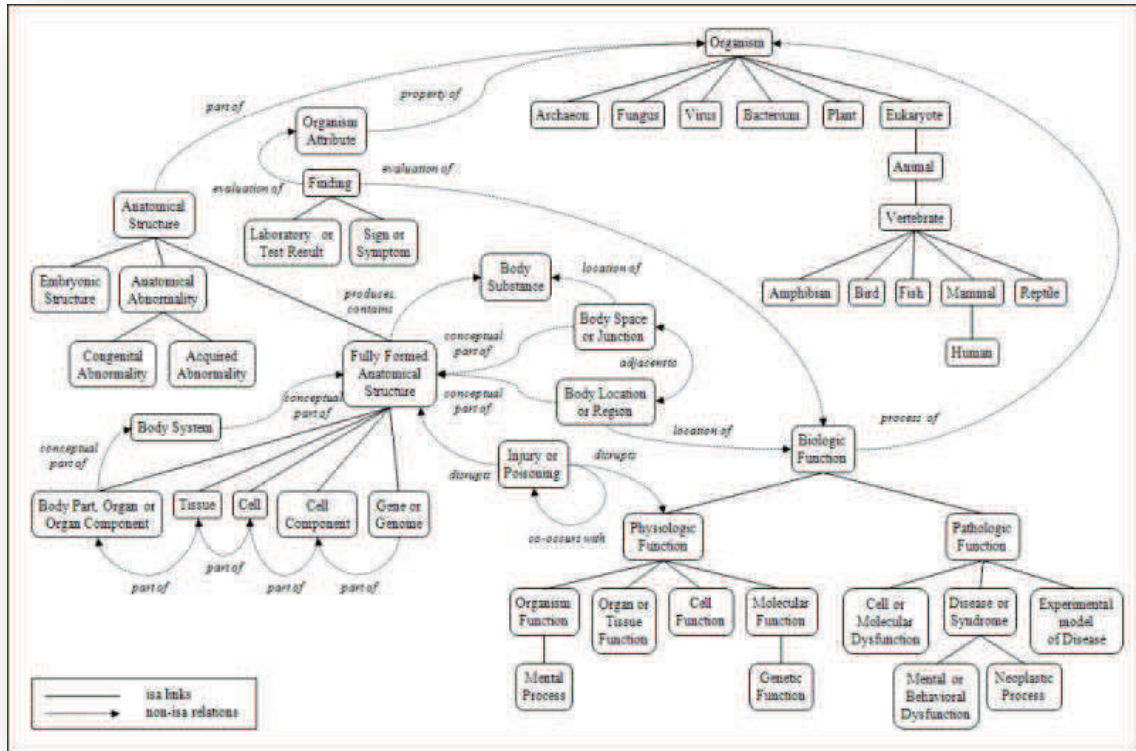 Organism
part of
property of
Archaeon
Fungus
Virus
Bacterium
Plant
Eukaryote
Organism
Attribute
evaluation of
Animal
evaluation of
Finding
Anatomical
Structure
Vertebrate
Laboratory or
Test Result
Sign or
Symptom
Embryonic
Structure
Anatomical
Abnormality
Body
Substance
location of
Amphibian
Bird
Fish
Mammal
Reptile
produces,
contains
Body Space
or Junction
conceptual
part of
Congenital
Abnormality
Acquired
Abnormality
Fully Formed
Anatomical
Structure
Human
adjacent to
conceptual
part of
conceptual
part of
Body Location
or Region
Body System
location of
process of
conceptual
part of
Biologic
Function
Injury or
Poisoning
disrupts
disrupts
Body Part, Organ or
Organ Component
Tissue
Cell
Cell
Component
Gene or
Genome
Physiologic
Function
Pathologic
Function
co-occurs with
part of
part of
part of
part of
Organism
Function
Organ or
Tissue
Function
Cell
Function
Molecular
Function
Cell or
Molecular
Dysfunction
Disease or
Syndrome
Experimental
model
of Disease
Mental
Process
Genetic
Function
Mental or
Behavioral
Dysfunction
Neoplastic
Process
isa links
non-isa relations